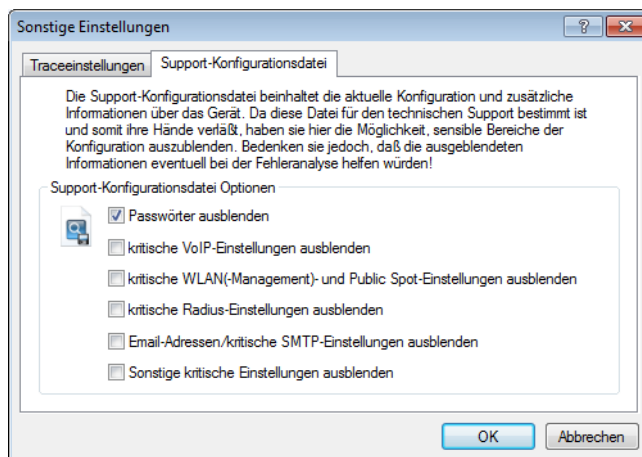 Sonstige Einstellungen
Traceeinstellungen
Support-Konfigurationsdatei
Die Support-Konfigurationsdatei beinhaltet die aktuelle Konfiguration und zusätzliche
Informationen über das Gerät. Da diese Datei für den technischen Support bestimmt ist
und somit ihre Hände verläßt, haben sie hier die Möglichkeit, sensible Bereiche der
Konfiguration auszublenden. Bedenken sie jedoch, daß die ausgeblendeten
Informationen eventuell bei der Fehleranalyse helfen würden!
Support-Konfigurationsdatei Optionen
Passwörter ausblenden
kritische VoIP-Einstellungen ausblenden
kritische WLAN(-Management)- und Public Spot-Einstellungen ausblenden
kritische Radius-Einstellungen ausblenden
Email-Adressen/kritische SMTP-Einstellungen ausblenden
Sonstige kritische Einstellungen ausblenden
OK
Abbrechen